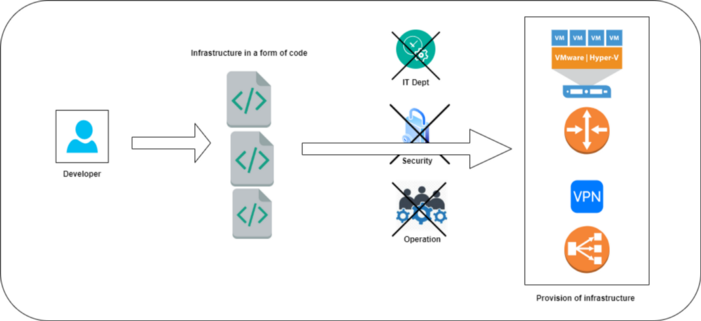 Infrastructure in a form of code
Developer
IT Dept
Security
Operation
VM VM VM VM
VMware | Hyper-V
VPN
Provision of infrastructure